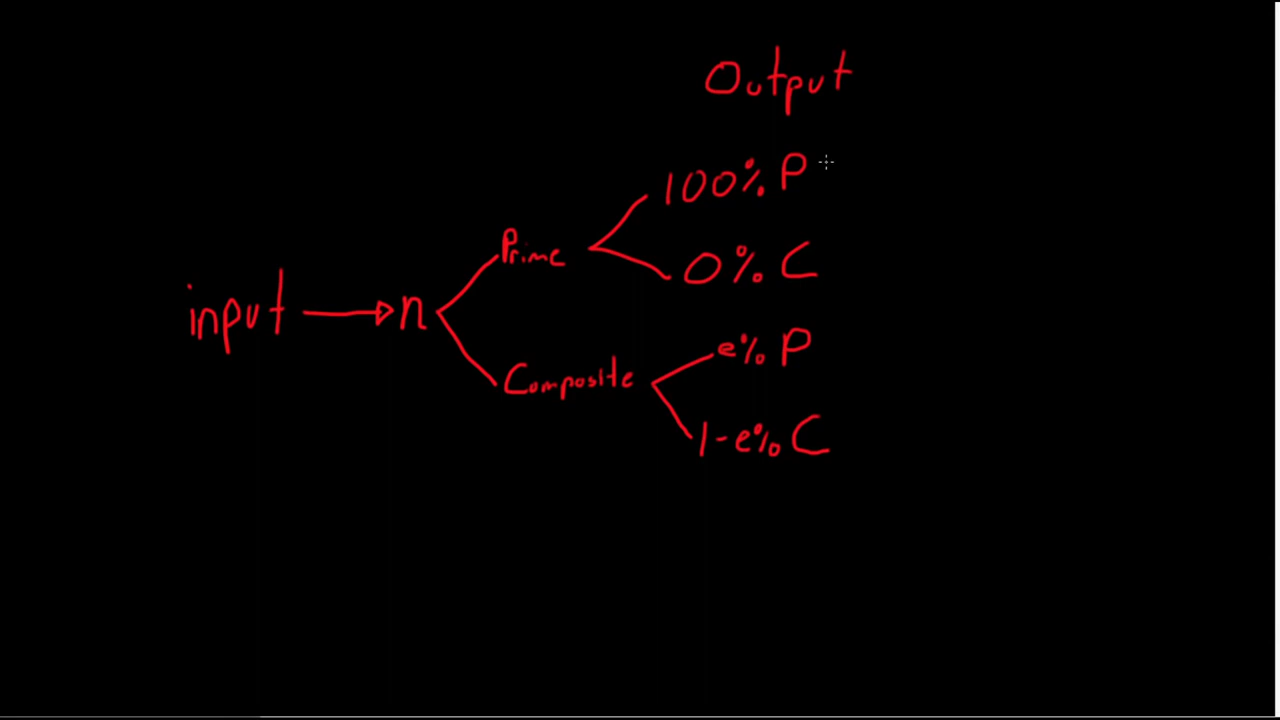 Output
100% P
Prime
0% C
input n
e% P
Composite
1-e% C